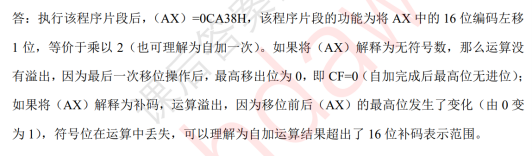 答：执行该程序片段后，（AX）=0CA38H，该程序片段的功能为将 AX 中的 16 位编码左移
1 位，等价于乘以 2（也可理解为自加一次）。如果将（AX）解释为无符号数，那么运算没
有溢出，因为最后一次移位操作后，最高移出位为 0，即 CF=0（自加完成后最高位无进位）；
如果将（AX）解释为补码，运算溢出，因为移位前后（AX）的最高位发生了变化（由 0 变
为 1），符号位在运算中丢失，可以理解为自加运算结果超出了 16 位补码表示范围。